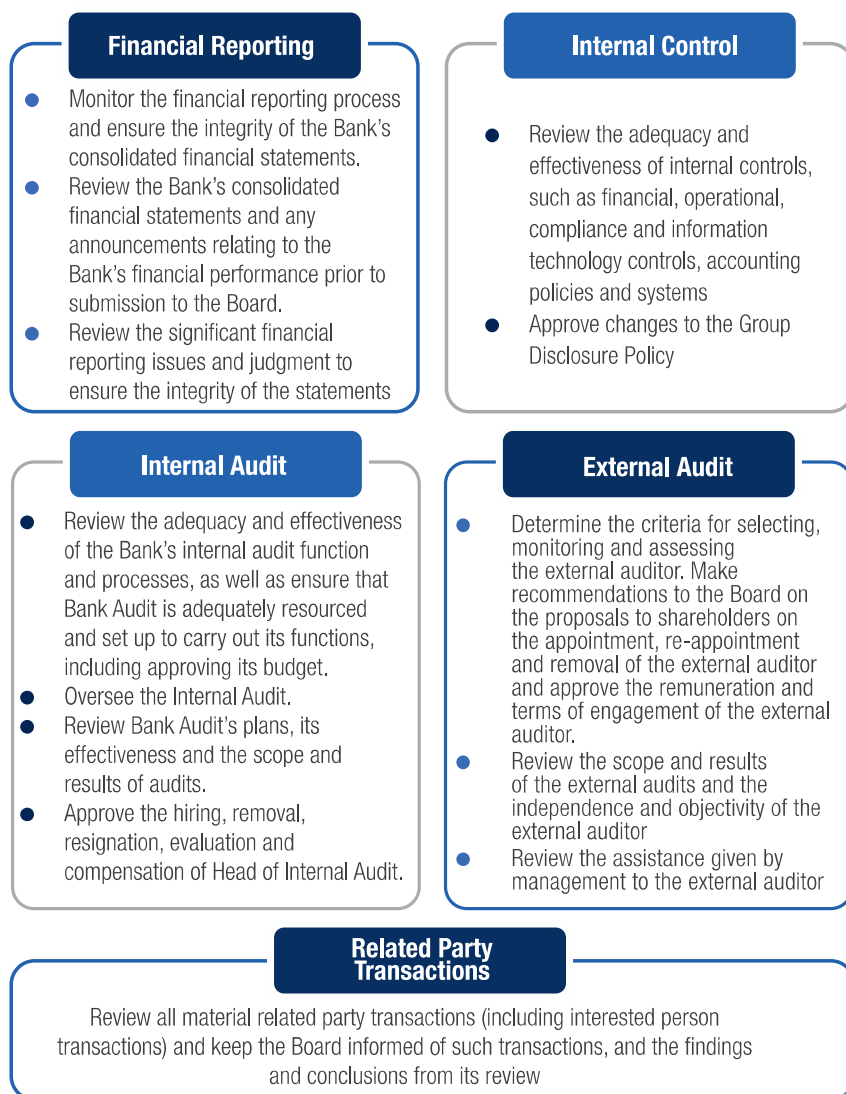 Financial Reporting
Monitor the financial reporting process
and ensure the integrity of the Bank's
consolidated financial statements.
Review the Bank's consolidated
financial statements and any
announcements relating to the
Bank's financial performance prior to
submission to the Board.
Review the significant financial
reporting issues and judgment to
ensure the integrity of the statements
Internal Control
Review the adequacy and
effectiveness of internal controls,
such as financial, operational,
compliance and information
technology controls, accounting
policies and systems
Approve changes to the Group
Disclosure Policy
Internal Audit
Review the adequacy and effectiveness
of the Bank's internal audit function
and processes, as well as ensure that
Bank Audit is adequately resourced
and set up to carry out its functions,
including approving its budget.
Oversee the Internal Audit.
Review Bank Audit's plans, its
effectiveness and the scope and
results of audits.
Approve the hiring, removal,
resignation, evaluation and
compensation of Head of Internal Audit.
External Audit
Determine the criteria for selecting,
monitoring and assessing
the external auditor. Make
recommendations to the Board on
the proposals to shareholders on
the appointment, re-appointment
and removal of the external auditor
and approve the remuneration and
terms of engagement of the external
auditor.
Review the scope and results
of the external audits and the
independence and objectivity of the
external auditor
Review the assistance given by
management to the external auditor
Related Party
Transactions
Review all material related party transactions (including interested person
transactions) and keep the Board informed of such transactions, and the findings
and conclusions from its review